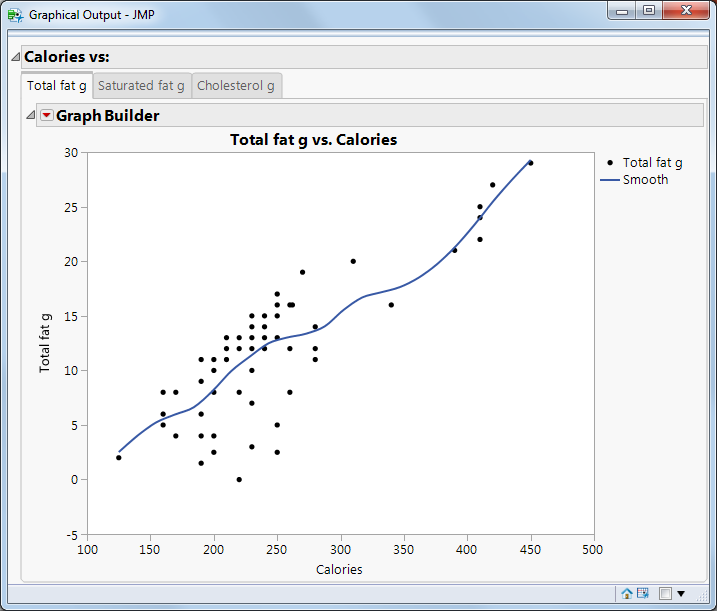 Graphical Output - JMP
Calories vs:
Total fat g Saturated fat g Cholesterol g
Graph Builder
Total fat g vs. Calories
30
25
20
15
10
5
0
-5
Total fat g
100 150 200 250 300 350 400 450 500
Calories
Total fat g
Smooth